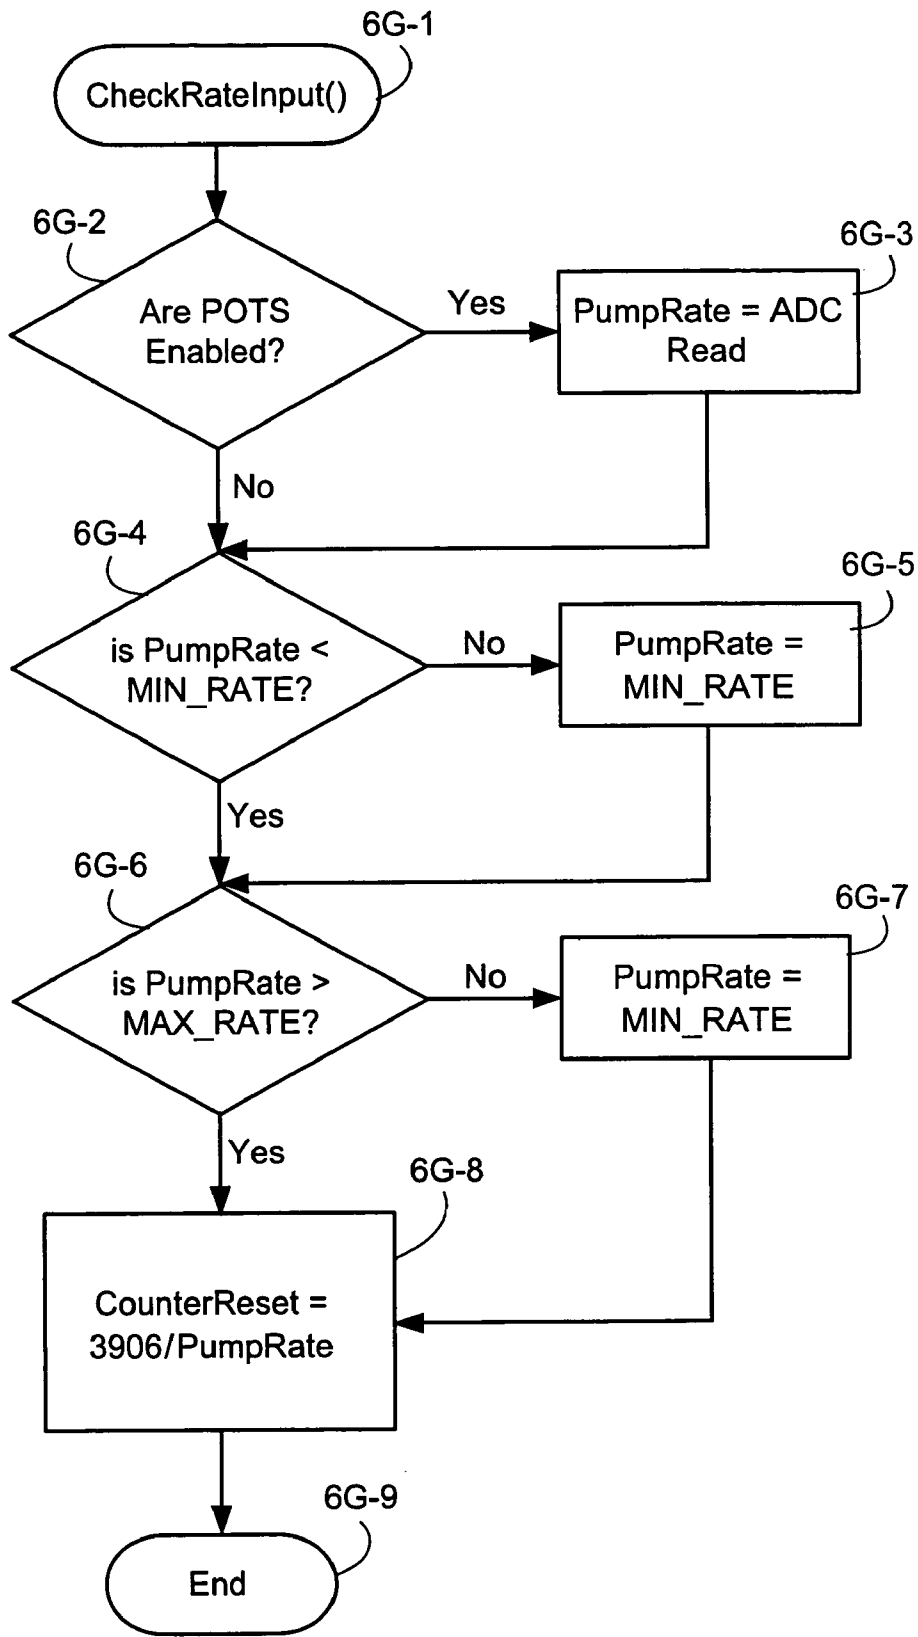 6G-1
CheckRateInput()
6G-2
Are POTS
Enabled?
Yes
6G-3
PumpRate = ADC
Read
No
6G-4
is PumpRate <
MIN_RATE?
No
6G-5
PumpRate =
MIN_RATE
Yes
6G-6
is PumpRate >
MAX_RATE?
No
6G-7
PumpRate =
MIN_RATE
Yes
6G-8
CounterReset =
3906/PumpRate
6G-9
End